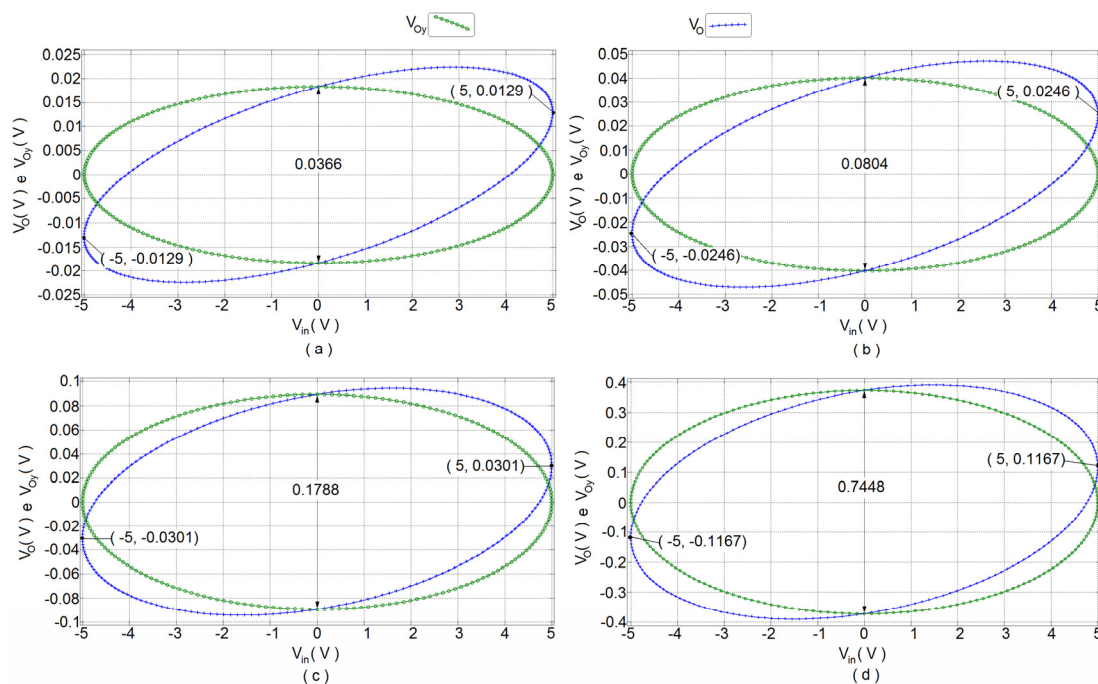 V_Oy V_O
V_O(V) e V_Oy(V)
0.025
0.02
0.015
0.01
0.005
0
-0.005
-0.01
-0.015
-0.02
-0.025
( 5, 0.0129 )
0.0366
( -5, -0.0129 )
-5 -4 -3 -2 -1 0 1 2 3 4 5
V_in( V )
( a )
V_O(V) e V_Oy(V)
0.05
0.04
0.03
0.02
0.01
0
-0.01
-0.02
-0.03
-0.04
-0.05
( 5, 0.0246 )
0.0804
( -5, -0.0246 )
-5 -4 -3 -2 -1 0 1 2 3 4 5
V_in( V )
( b )
V_O(V) e V_Oy(V)
0.1
0.08
0.06
0.04
0.02
0
-0.02
-0.04
-0.06
-0.08
-0.1
( 5, 0.0301)
0.1788
( -5, -0.0301)
-5 -4 -3 -2 -1 0 1 2 3 4 5
V_in( V )
( c )
V_O(V) e V_Oy(V)
0.4
0.3
0.2
0.1
0
-0.1
-0.2
-0.3
-0.4
( 5, 0.1167)
0.7448
( -5, -0.1167)
-5 -4 -3 -2 -1 0 1 2 3 4 5
V_in( V )
( d )